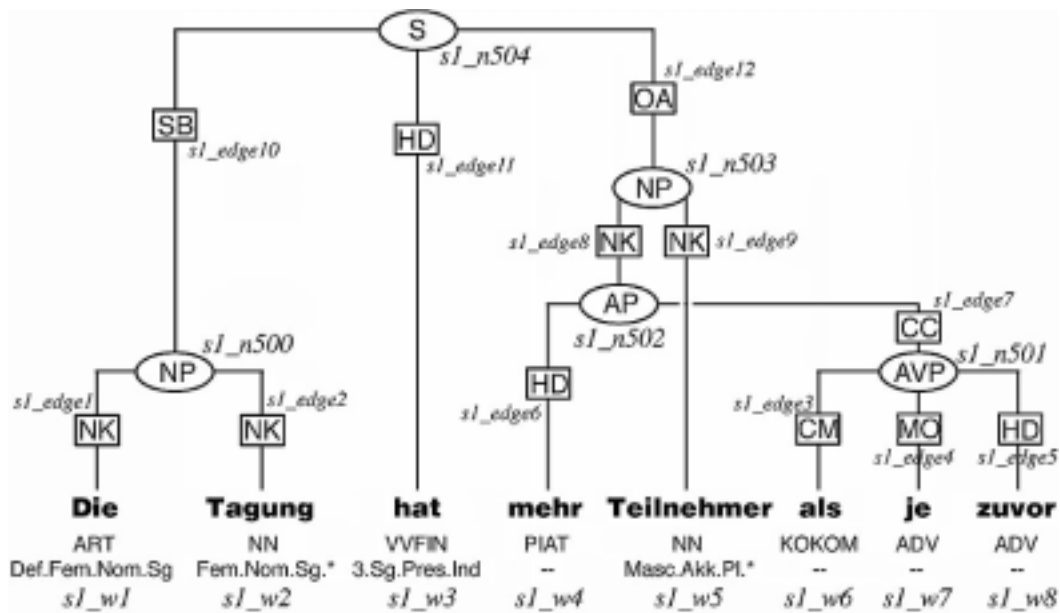 S
s1_n504
s1_edge12
OA
SB
s1_edge10
HD
s1_edge11
NP
s1_n503
s1_edge8
NK
NK
s1_edge9
AP
s1_n502
s1_edge7
CC
s1_n500
NP
AVP
s1_n501
s1_edge1
NK
s1_edge2
NK
HD
s1_edge6
s1_edge3
CM
MO
s1_edge4
HD
s1_edge5
Die Tagung hat mehr Teilnehmer als je zuvor
ART NN VVFIN PIAT NN KOKOM ADV ADV
Def.Fem.Nom.Sg Fem.Nom.Sg.* 3.Sg.Pres.Ind -- Masc.Akk.Pl.* -- -- --
s1_w1 s1_w2 s1_w3 s1_w4 s1_w5 s1_w6 s1_w7 s1_w8